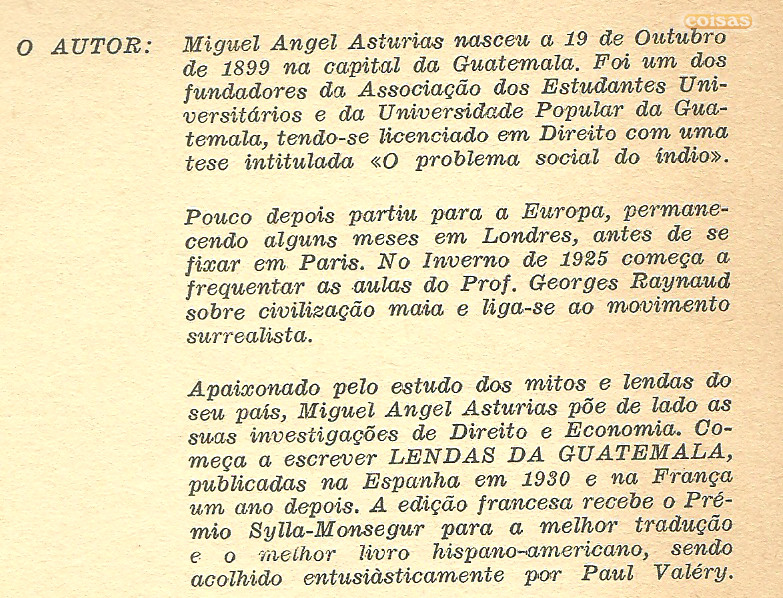 coisas
O AUTOR: Miguel Angel Asturias nasceu a 19 de Outubro
de 1899 na capital da Guatemala. Foi um dos
fundadores da Associação dos Estudantes Uni-
versitários e da Universidade Popular da Gua-
temala, tendo-se licenciado em Direito com uma
tese intitulada «O problema social do índio».
Pouco depois partiu para a Europa, permane-
cendo alguns meses em Londres, antes de se
fixar em Paris. No Inverno de 1925 começa a
frequentar as aulas do Prof. Georges Raynaud
sobre civilização maia e liga-se ao movimento
surrealista.
Apaixonado pelo estudo dos mitos e lendas do
seu país, Miguel Angel Asturias põe de lado as
suas investigações de Direito e Economia. Co-
meça a escrever LENDAS DA GUATEMALA,
publicadas na Espanha em 1930 e na França
um ano depois. A edição francesa recebe o Pré-
mio Sylla-Monsegur para a melhor tradução
e o melhor livro hispano-americano, sendo
acolhido entusiàsticamente por Paul Valéry.